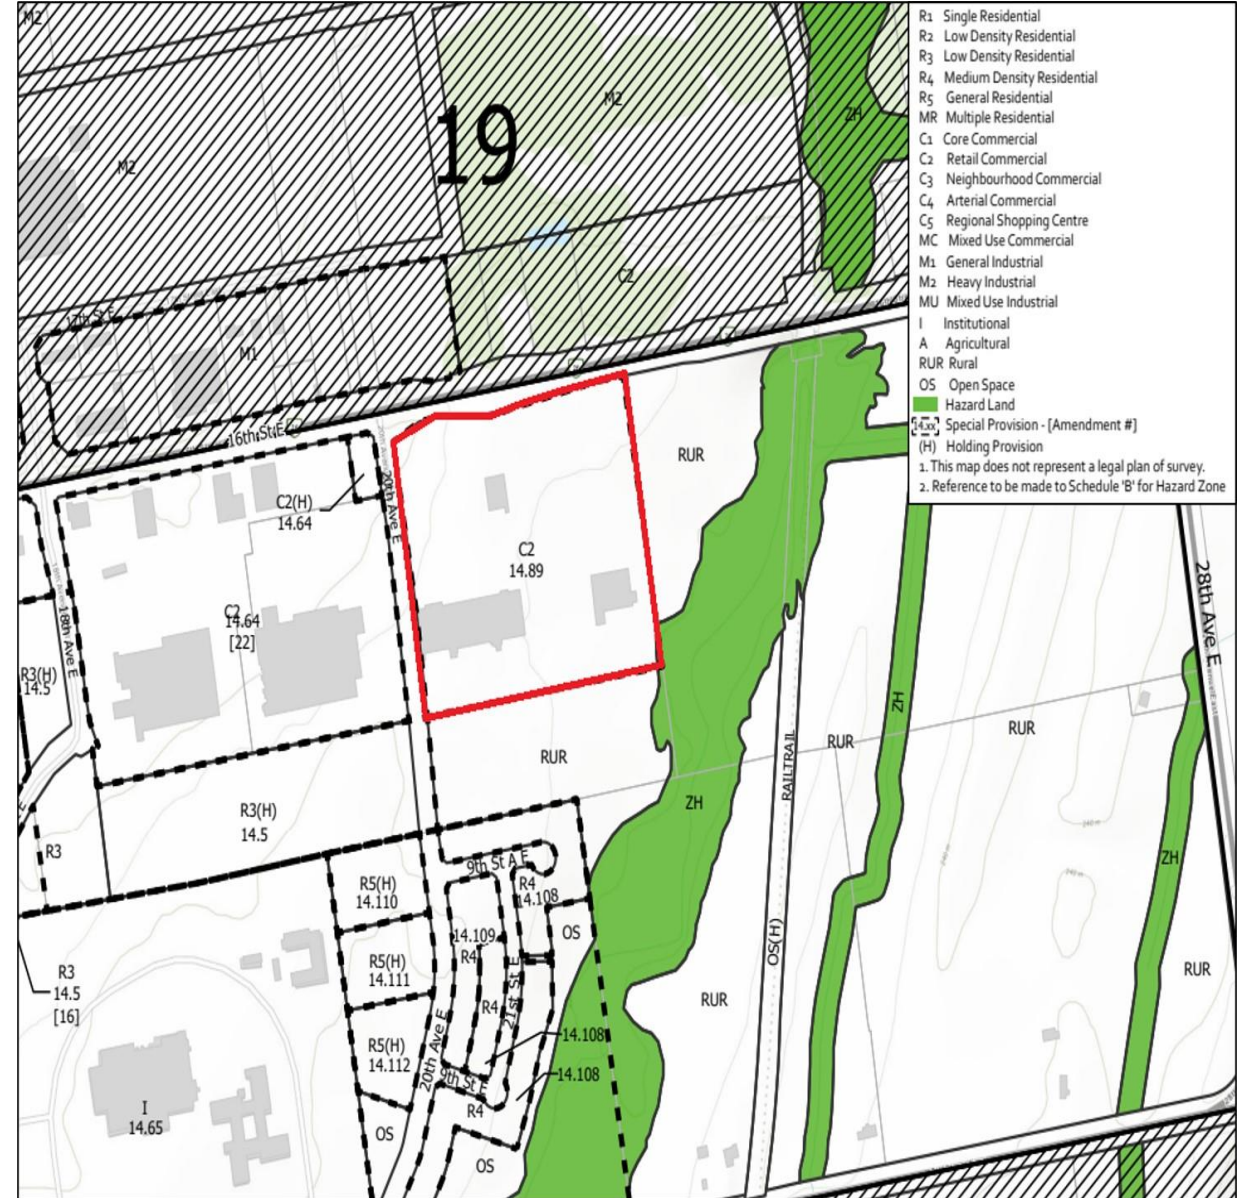 M2
R1 Single Residential
R2 Low Density Residential
R3 Low Density Residential
R4 Medium Density Residential
R5 General Residential
MR Multiple Residential
C1 Core Commercial
C2 Retail Commercial
C3 Neighbourhood Commercial
C4 Arterial Commercial
C5 Regional Shopping Centre
MC Mixed Use Commercial
M1 General Industrial
M2 Heavy Industrial
MU Mixed Use Industrial
I Institutional
A Agricultural
RUR Rural
OS Open Space
Hazard Land
14.xx Special Provision - [Amendment #]
(H) Holding Provision
1. This map does not represent a legal plan of survey.
2. Reference to be made to Schedule 'B' for Hazard Zone
M2
ZH
19
M2
C2
17th St E
M1
16th St E
20th Ave E
RUR
C2(H)
14.64
C2
14.89
C2
14.64
[22]
18th Ave E
28th Ave E
R3(H)
14.5
ZH
RAILTRAIL
RUR
RUR
RUR
ZH
R3(H)
14.5
R3
ZH
9th St A E
R5(H)
14.110
R4
14.108
14.109
R4
OS
OS(H)
R5(H)
14.111
R3
14.5
[16]
R4
21st St E
RUR
RUR
14.108
R5(H)
14.112
20th Ave E
9th St E
14.108
R4
I
14.65
OS
OS
240 m
240 m
240 m